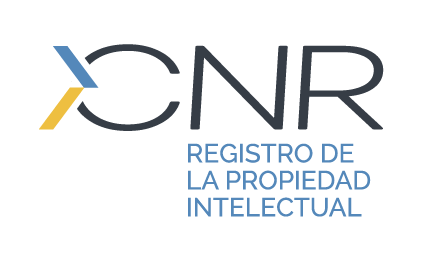 CNR
REGISTRO DE
LA PROPIEDAD
INTELECTUAL